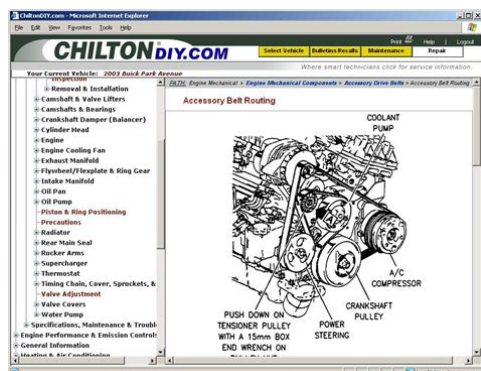 ChiltonDIY.com - Microsoft Internet Explorer
File Edit View Favorites Tools Help
Print Help | Logout
CHILTONDIY.COM
Select Vehicle Bulletins Recalls Maintenance Repair
Where smart technicians click for service information.
Your Current Vehicle: 2003 Buick Park Avenue
PATH: Engine Mechanical > Engine Mechanical Components > Accessory Drive Belts > Accessory Belt Routing
Inspection
Removal & Installation
Camshaft & Valve Lifters
Camshafts & Bearings
Crankshaft Damper (Balancer)
Cylinder Head
Engine
Engine Cooling Fan
Exhaust Manifold
Flywheel/Flexplate & Ring Gear
Intake Manifold
Oil Pan
Oil Pump
Piston & Ring Positioning
Precautions
Radiator
Rear Main Seal
Rocker Arms
Supercharger
Thermostat
Timing Chain, Cover, Sprockets, &
Valve Adjustment
Valve Covers
Water Pump
Specifications, Maintenance & Troubl
Engine Performance & Emission Controls
General Information
Heating & Air Conditioning
Accessory Belt Routing
COOLANT
PUMP
A/C
COMPRESSOR
CRANKSHAFT
PULLEY
POWER
STEERING
PUSH DOWN ON
TENSIONER PULLEY
WITH A 15mm BOX
END WRENCH ON